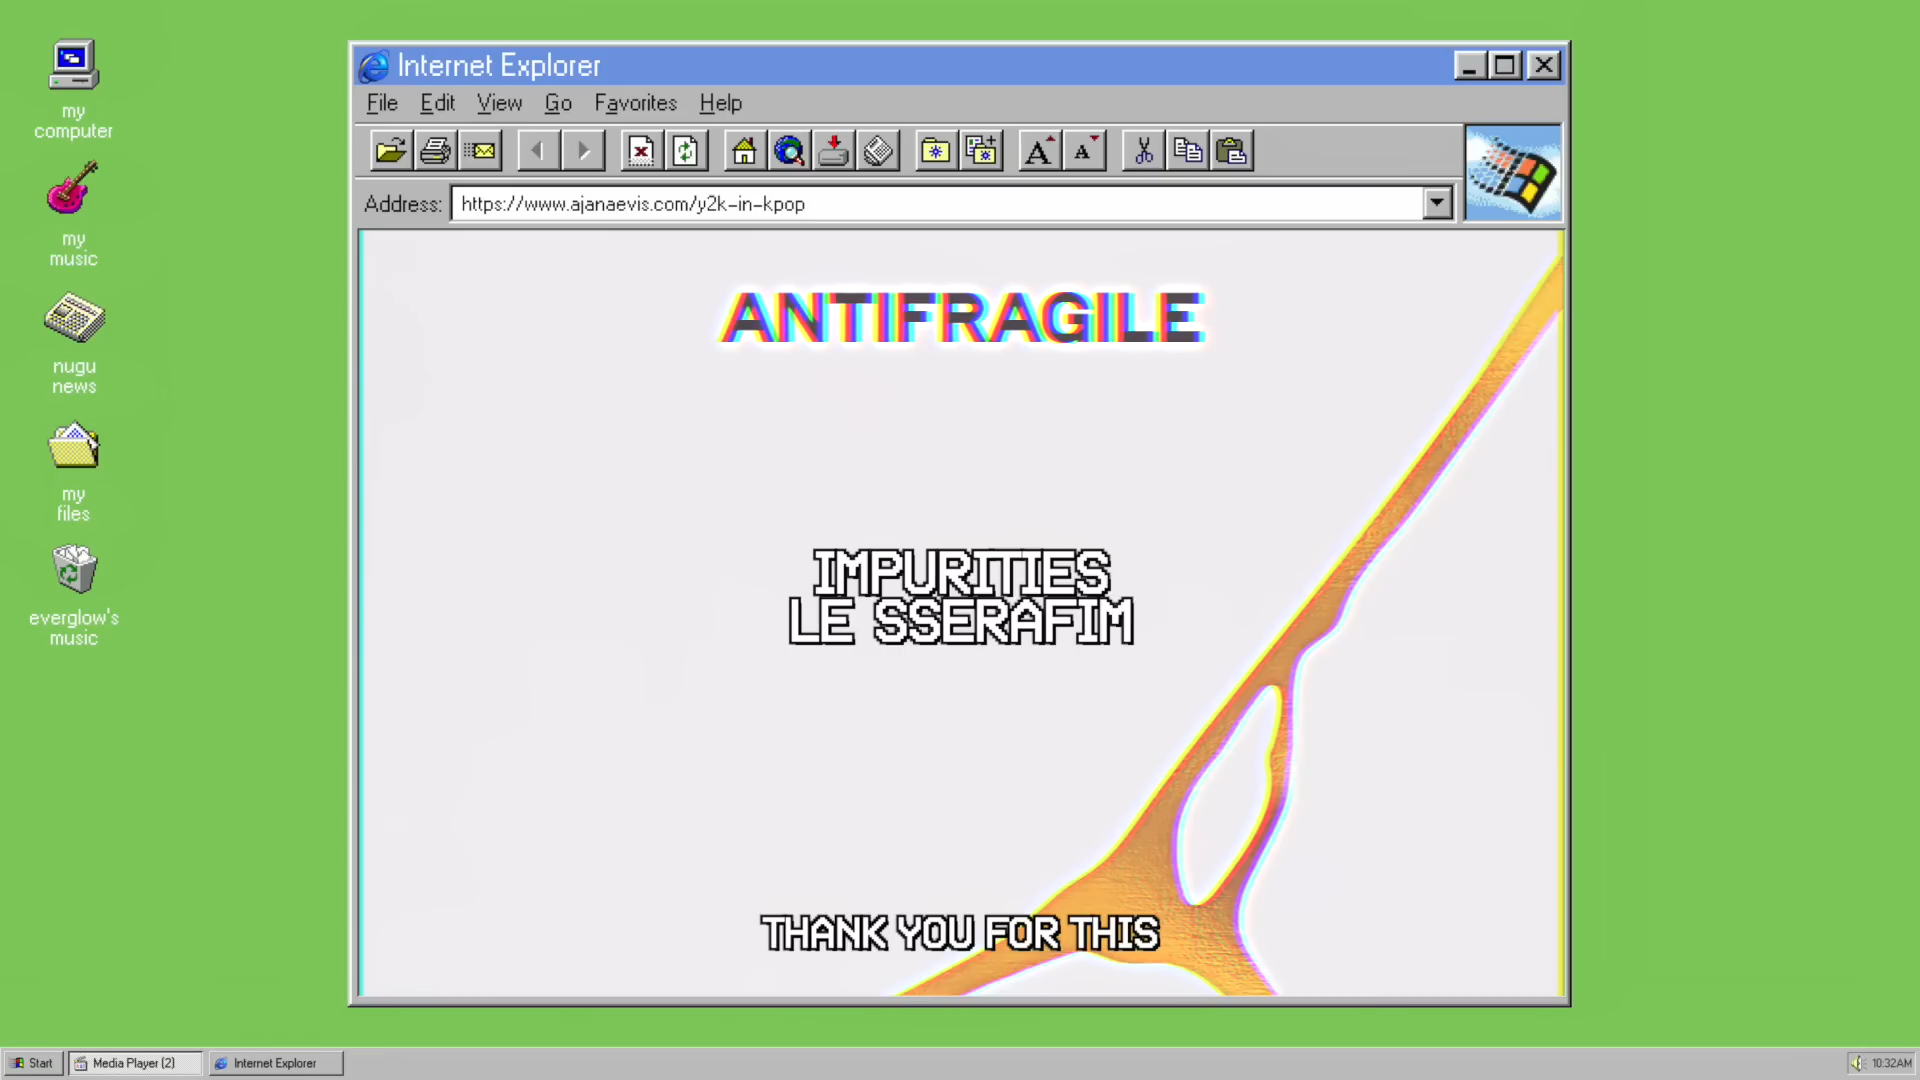 my
computer
my
music
nugu
news
my
files
everglow's
music
Internet Explorer
File Edit View Go Favorites Help
Address: https://www.ajanaevis.com/y2k-in-kpop
ANTIFRAGILE
IMPURITIES
LE SSERAFIM
THANK YOU FOR THIS
Start Media Player (2) Internet Explorer 10:32AM